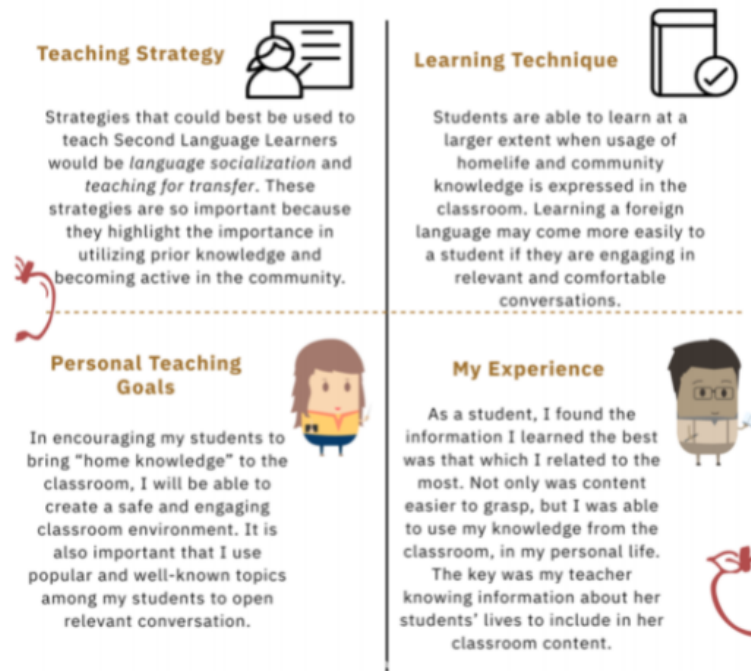 Teaching Strategy
Strategies that could best be used to
teach Second Language Learners
would be language socialization and
teaching for transfer. These
strategies are so important because
they highlight the importance in
utilizing prior knowledge and
becoming active in the community.
Learning Technique
Students are able to learn at a
larger extent when usage of
homelife and community
knowledge is expressed in the
classroom. Learning a foreign
language may come more easily to
a student if they are engaging in
relevant and comfortable
conversations.
Personal Teaching
Goals
In encouraging my students to
bring “home knowledge” to the
classroom, I will be able to
create a safe and engaging
classroom environment. It is
also important that I use
popular and well-known topics
among my students to open
relevant conversation.
My Experience
As a student, I found the
information I learned the best
was that which I related to the
most. Not only was content
easier to grasp, but I was able
to use my knowledge from the
classroom, in my personal life.
The key was my teacher
knowing information about her
students’ lives to include in her
classroom content.